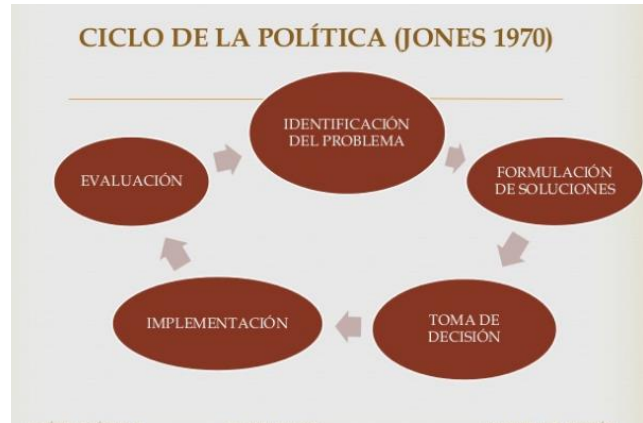 CICLO DE LA POLÍTICA (JONES 1970)
IDENTIFICACIÓN
DEL PROBLEMA
FORMULACIÓN
DE SOLUCIONES
TOMA DE
DECISIÓN
IMPLEMENTACIÓN
EVALUACIÓN